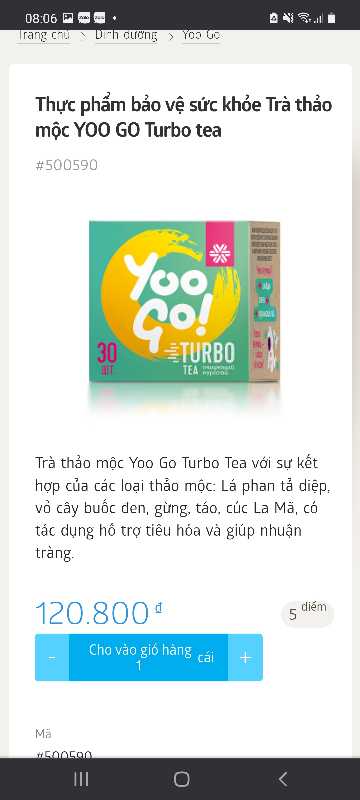 08:06
Trang chủ > Dinh dưỡng > Yoo Go
Thực phẩm bảo vệ sức khỏe Trà thảo
mộc YOO GO Turbo tea
#500590
Yoo
Go!
30
ШТ
TURBO
TEA
Trà thảo mộc Yoo Go Turbo Tea với sự kết
hợp của các loại thảo mộc: Lá phan tả diệp,
vỏ cây buốc đen, gừng, táo, cúc La Mã, có
tác dụng hỗ trợ tiêu hóa và giúp nhuận
tràng.
120.800 ₫
5 điểm
- Cho vào giỏ hàng
1 cái +
Mã
#500590